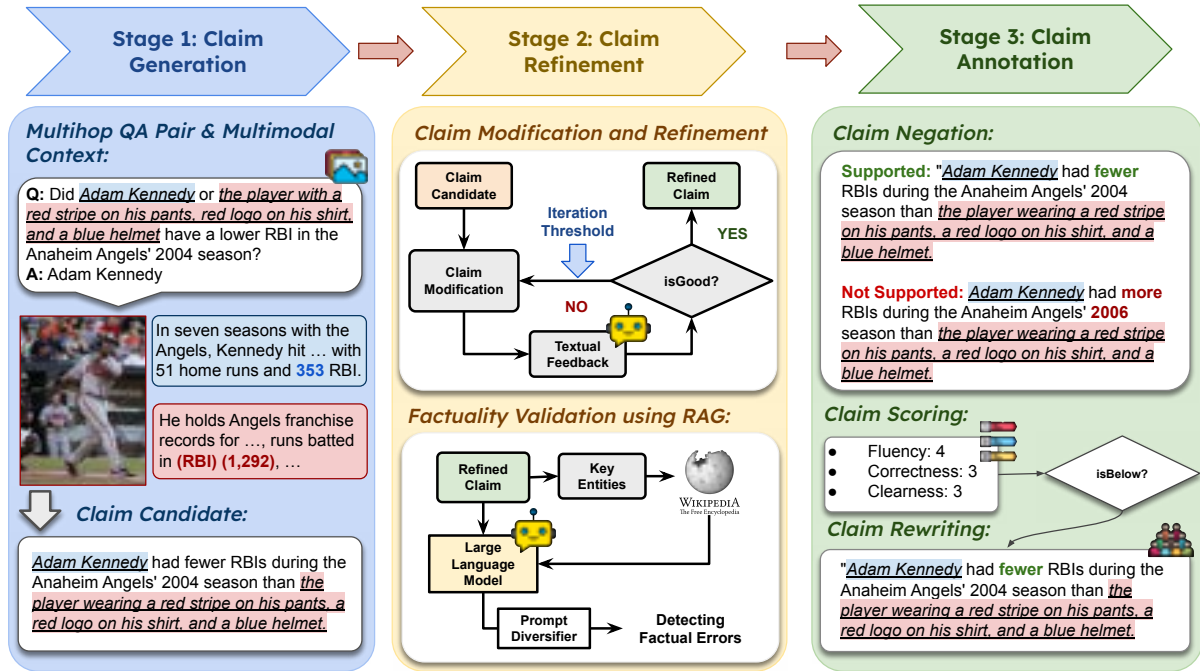 Stage 1: Claim
Generation
Stage 2: Claim
Refinement
Stage 3: Claim
Annotation
Multihop QA Pair & Multimodal
Context:
Q: Did Adam Kennedy or the player with a
red stripe on his pants, red logo on his shirt,
and a blue helmet have a lower RBI in the
Anaheim Angels' 2004 season?
A: Adam Kennedy
In seven seasons with the
Angels, Kennedy hit … with
51 home runs and 353 RBI.
He holds Angels franchise
records for …, runs batted
in (RBI) (1,292), …
Claim Candidate:
Adam Kennedy had fewer RBIs during the
Anaheim Angels' 2004 season than the
player wearing a red stripe on his pants, a
red logo on his shirt, and a blue helmet.
Claim Modification and Refinement
Claim
Candidate
Refined
Claim
Iteration
Threshold
YES
Claim
Modification
isGood?
NO
Textual
Feedback
Factuality Validation using RAG:
Refined
Claim
Key
Entities
WIKIPEDIA
The Free Encyclopedia
Large
Language
Model
Prompt
Diversifier
Detecting
Factual Errors
Claim Negation:
Supported: "Adam Kennedy had fewer
RBIs during the Anaheim Angels' 2004
season than the player wearing a red stripe
on his pants, a red logo on his shirt, and a
blue helmet.
Not Supported: Adam Kennedy had more
RBIs during the Anaheim Angels' 2006
season than the player wearing a red stripe
on his pants, a red logo on his shirt, and a
blue helmet.
Claim Scoring:
● Fluency: 4
● Correctness: 3
● Clearness: 3
isBelow?
Claim Rewriting:
"Adam Kennedy had fewer RBIs during the
Anaheim Angels' 2004 season than the
player wearing a red stripe on his pants, a
red logo on his shirt, and a blue helmet.